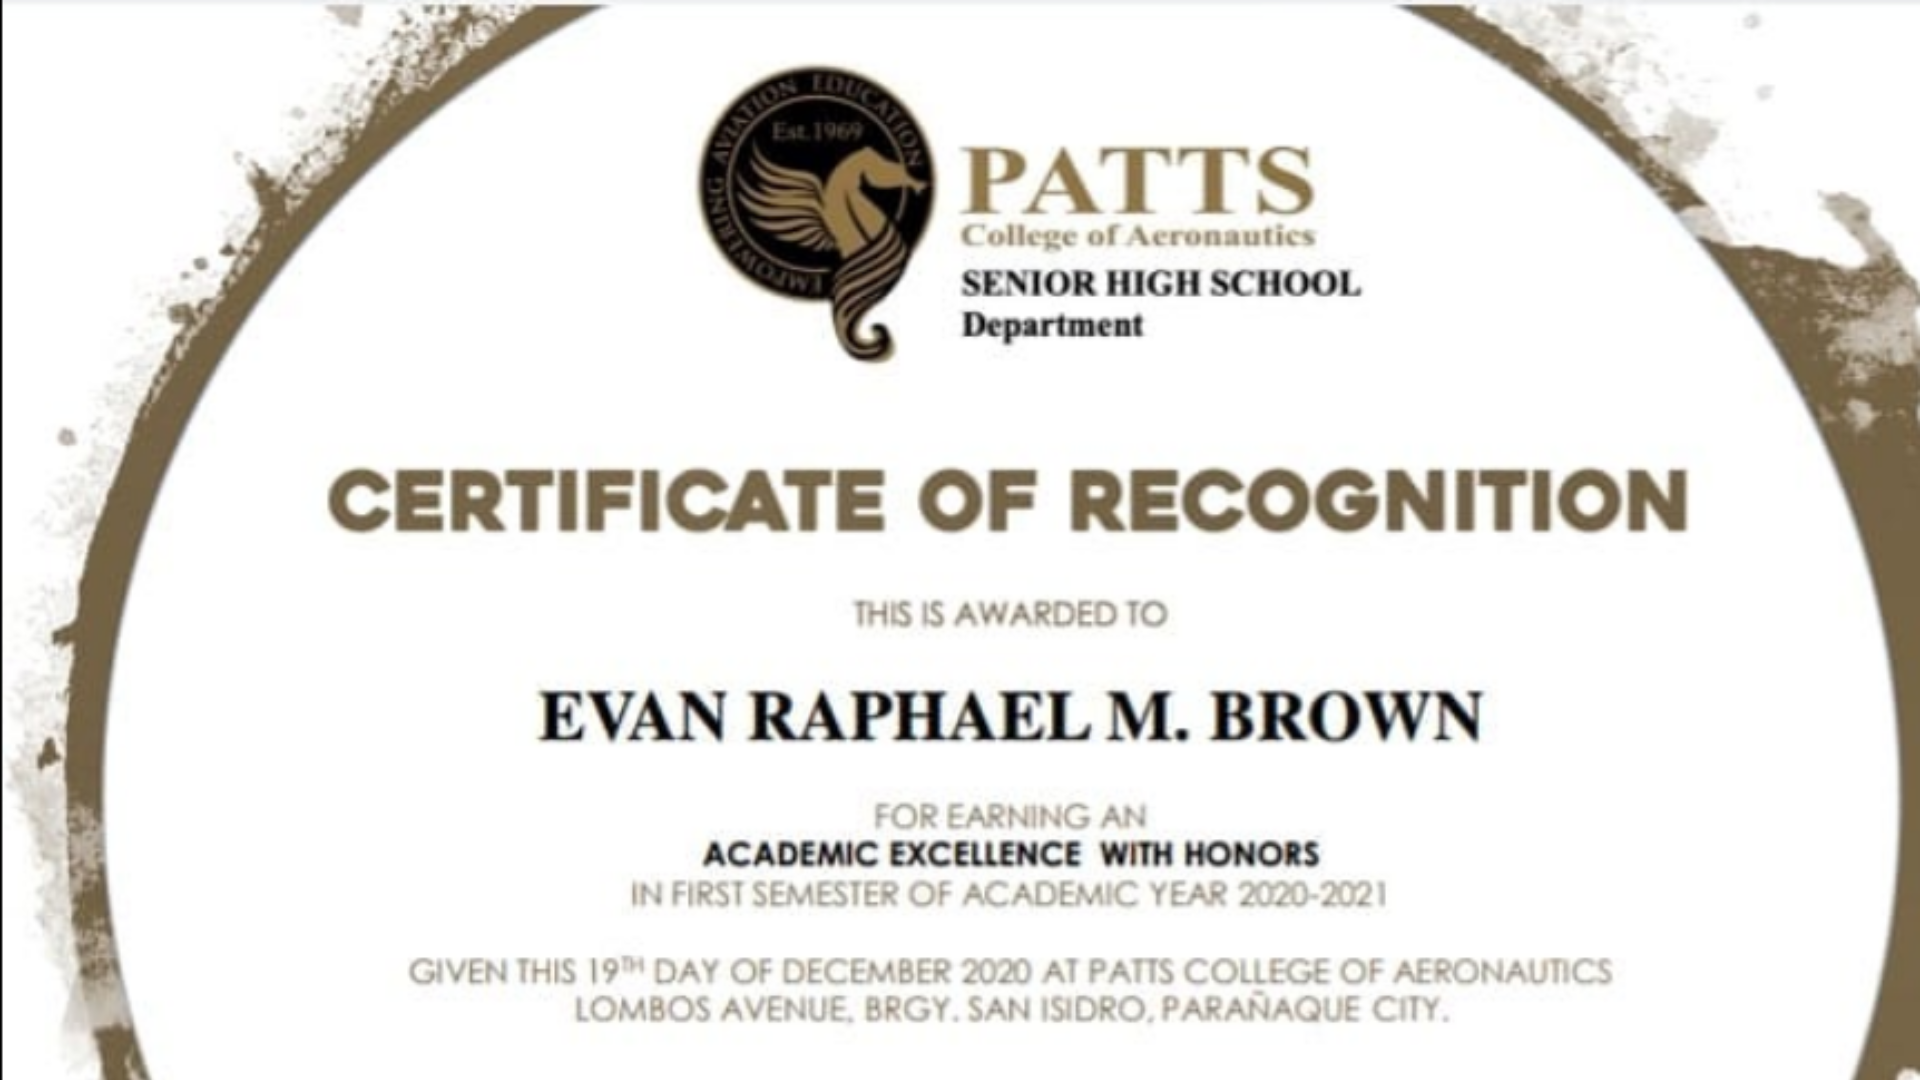 EMPOWERING AVIATION EDUCATION
Est.1969
PATTS
College of Aeronautics
SENIOR HIGH SCHOOL
Department
CERTIFICATE OF RECOGNITION
THIS IS AWARDED TO
EVAN RAPHAEL M. BROWN
FOR EARNING AN
ACADEMIC EXCELLENCE WITH HONORS
IN FIRST SEMESTER OF ACADEMIC YEAR 2020-2021
GIVEN THIS 19TH DAY OF DECEMBER 2020 AT PATTS COLLEGE OF AERONAUTICS
LOMBOS AVENUE, BRGY. SAN ISIDRO, PARAÑAQUE CITY.